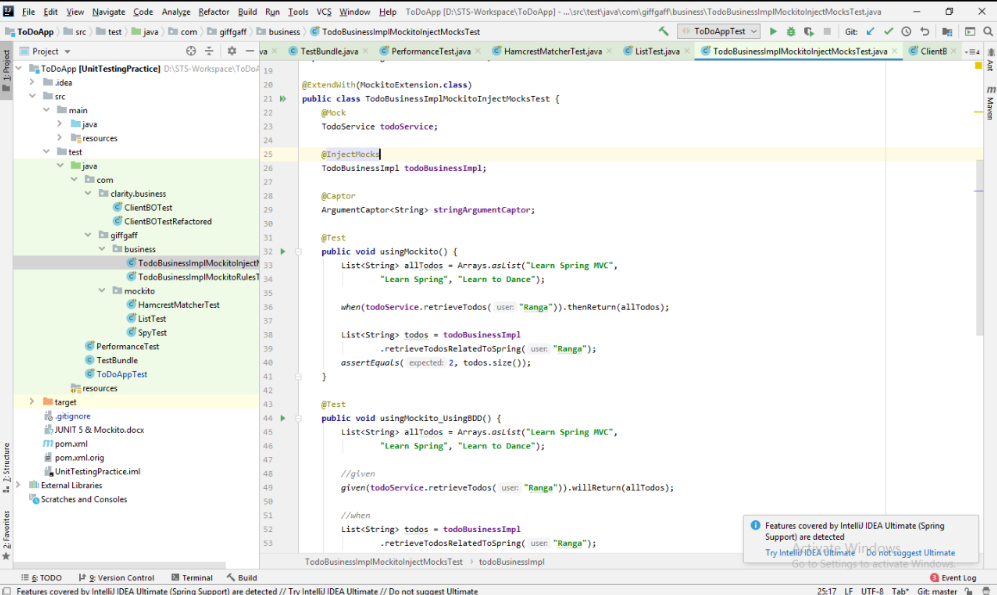 File Edit View Navigate Code Analyze Refactor Build Run Tools VCS Window Help ToDoApp [D:\STS-Workspace\ToDoApp] - ...\src\test\java\com\giffgaff\business\TodoBusinessImplMockitoInjectMocksTest.java
ToDoApp src test java com giffgaff business TodoBusinessImplMockitoInjectMocksTest ToDoAppTest Git:
Project va TestBundle.java PerformanceTest.java HamcrestMatcherTest.java ListTest.java TodoBusinessImplMockitoInjectMocksTest.java ClientB
1: Project
2: Structure
2: Favorites
Ant
Maven
ToDoApp [UnitTestingPractice] D:\STS-Workspace\ToDoA
.idea
src
main
java
resources
test
java
com
clarity.business
ClientBOTest
ClientBOTestRefactored
giffgaff
business
TodoBusinessImplMockitoInject
TodoBusinessImplMockitoRulesT
mockito
HamcrestMatcherTest
ListTest
SpyTest
PerformanceTest
TestBundle
ToDoAppTest
resources
target
.gitignore
JUNIT 5 & Mockito.docx
pom.xml
pom.xml.orig
UnitTestingPractice.iml
External Libraries
Scratches and Consoles
19
20 @ExtendWith(MockitoExtension.class)
21 public class TodoBusinessImplMockitoInjectMocksTest {
22 @Mock
23 TodoService todoService;
24
25 @InjectMocks
26 TodoBusinessImpl todoBusinessImpl;
27
28 @Captor
29 ArgumentCaptor<String> stringArgumentCaptor;
30
31 @Test
32 public void usingMockito() {
33 List<String> allTodos = Arrays.asList("Learn Spring MVC",
34 "Learn Spring", "Learn to Dance");
35
36 when(todoService.retrieveTodos( user: "Ranga")).thenReturn(allTodos);
37
38 List<String> todos = todoBusinessImpl
39 .retrieveTodosRelatedToSpring( user: "Ranga");
40 assertEquals( expected: 2, todos.size());
41 }
42
43 @Test
44 public void usingMockito_UsingBDD() {
45 List<String> allTodos = Arrays.asList("Learn Spring MVC",
46 "Learn Spring", "Learn to Dance");
47
48 //given
49 given(todoService.retrieveTodos( user: "Ranga")).willReturn(allTodos);
50
51 //when
52 List<String> todos = todoBusinessImpl
53 .retrieveTodosRelatedToSpring( user: "Ranga");
TodoBusinessImplMockitoInjectMocksTest › todoBusinessImpl
Features covered by IntelliJ IDEA Ultimate (Spring
Support) are detected
Try IntelliJ IDEA Ultimate Do not suggest Ultimate
Activate Windows
Go to Settings to activate Windows.
6: TODO 9: Version Control Terminal Build 3 Event Log
Features covered by IntelliJ IDEA Ultimate (Spring Support) are detected // Try IntelliJ IDEA Ultimate // Do not suggest Ultimate 25:17 LF UTF-8 Tab* Git: master